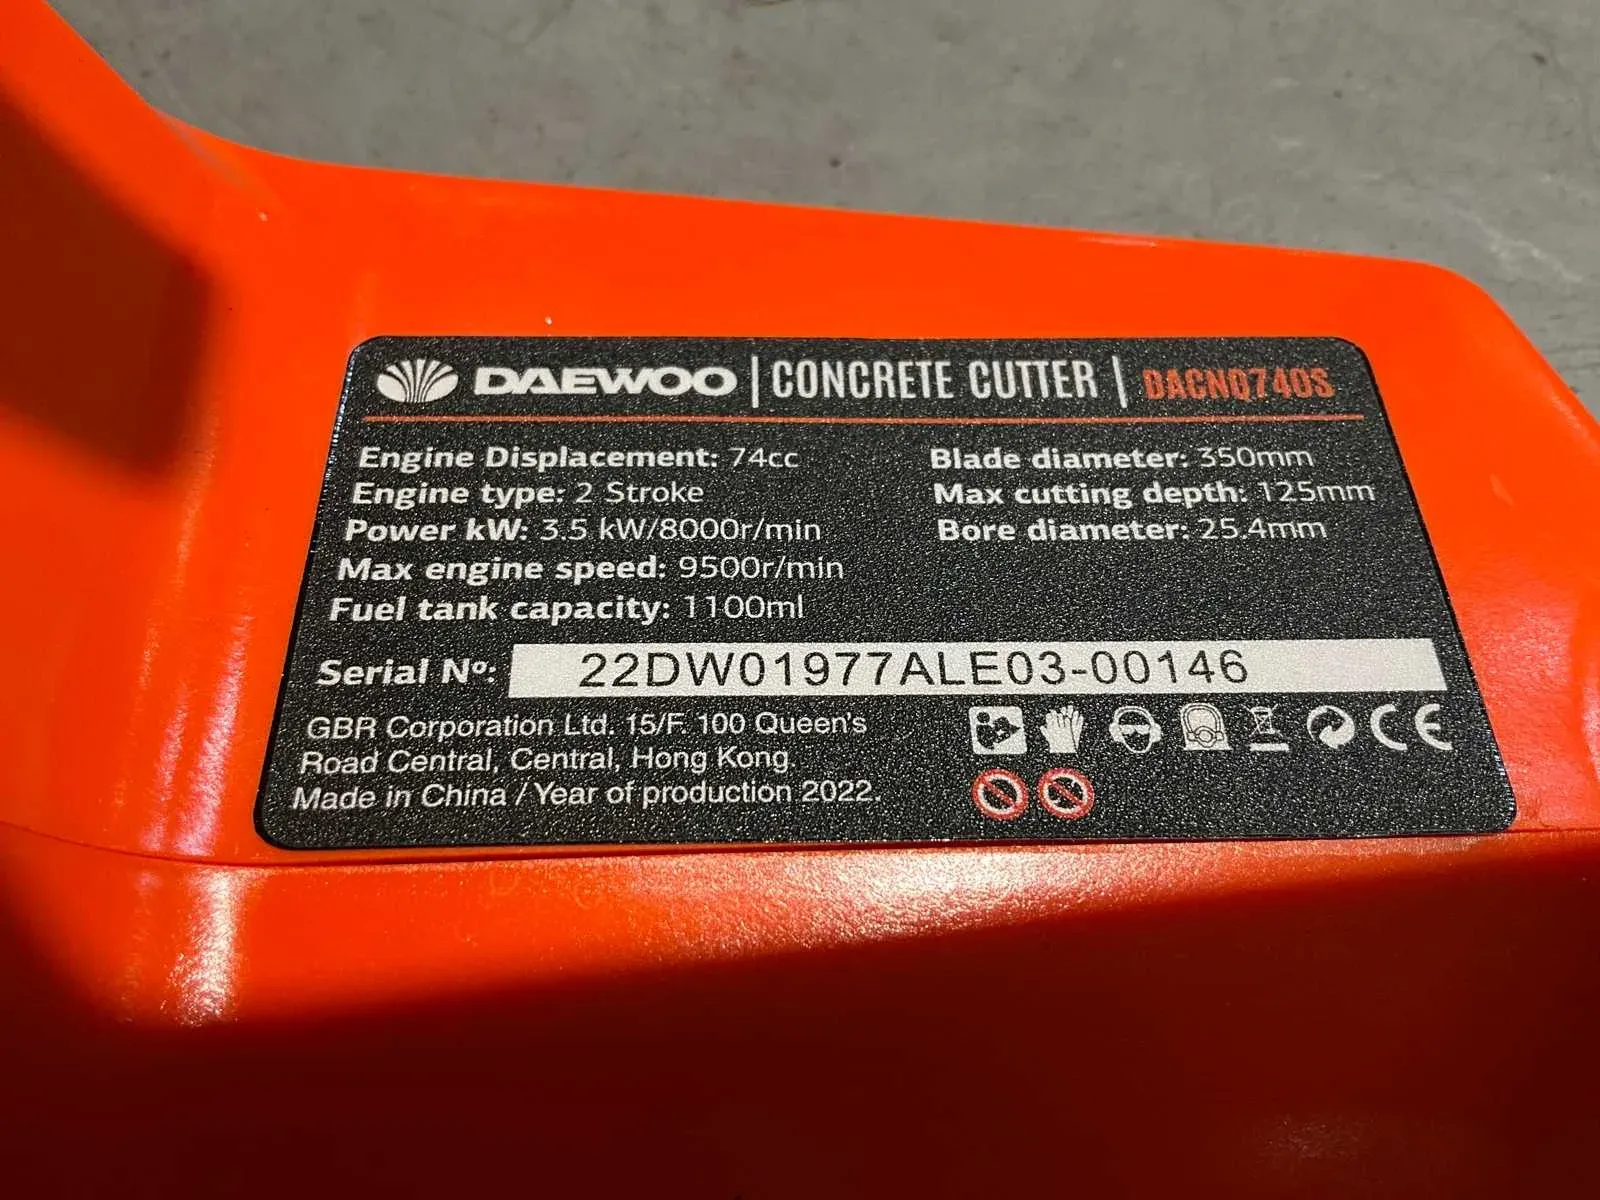 DAEWOO | CONCRETE CUTTER | DACNQ740S
Engine Displacement: 74cc
Engine type: 2 Stroke
Power kW: 3.5 kW/8000r/min
Max engine speed: 9500r/min
Fuel tank capacity: 1100ml
Blade diameter: 350mm
Max cutting depth: 125mm
Bore diameter: 25.4mm
Serial Nº: 22DW01977ALE03-00146
GBR Corporation Ltd. 15/F. 100 Queen's
Road Central, Central, Hong Kong
Made in China / Year of production 2022.
CE